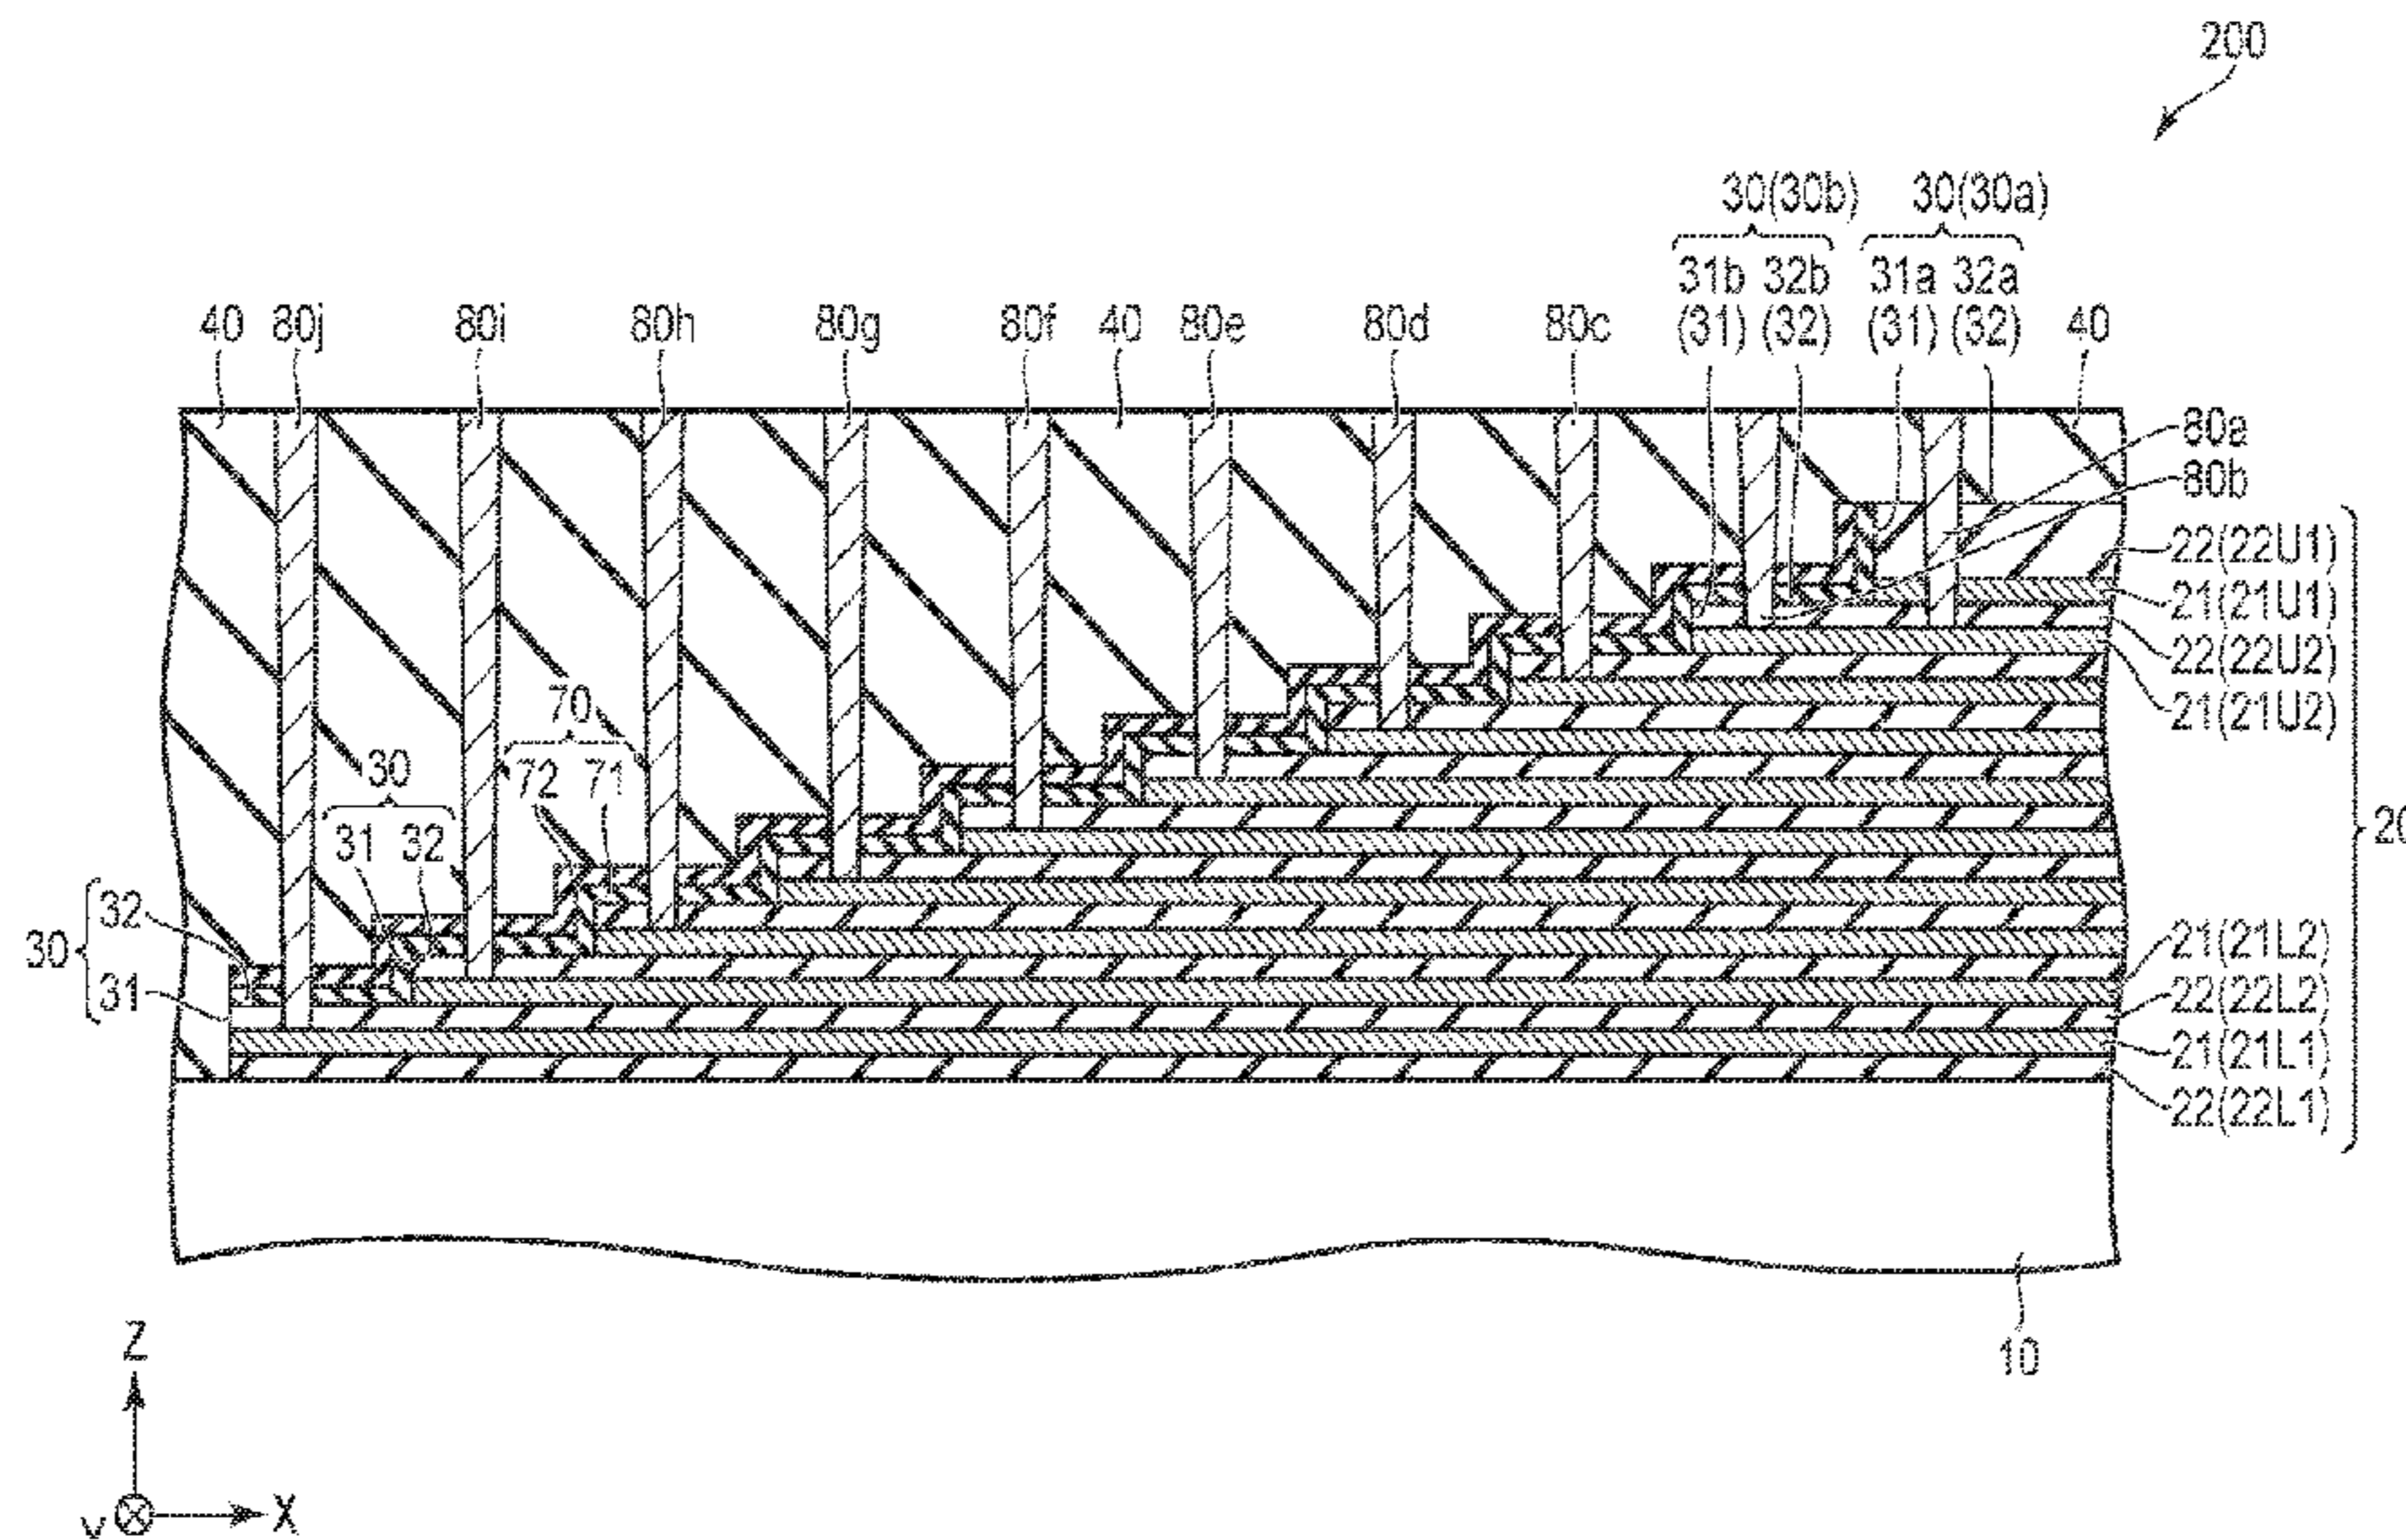 200
30(30b) 30(30a)
31b 32b 31a 32a
40 80j 80i 80h 80g 80f 40 80e 80d 80c (31) (32) (31) (32) 40
80a
80b
22(22U1)
21(21U1)
22(22U2)
21(21U2)
20
70
30 72 71
31 32
32
30
31
21(21L2)
22(22L2)
21(21L1)
22(22L1)
10
Z
Y X